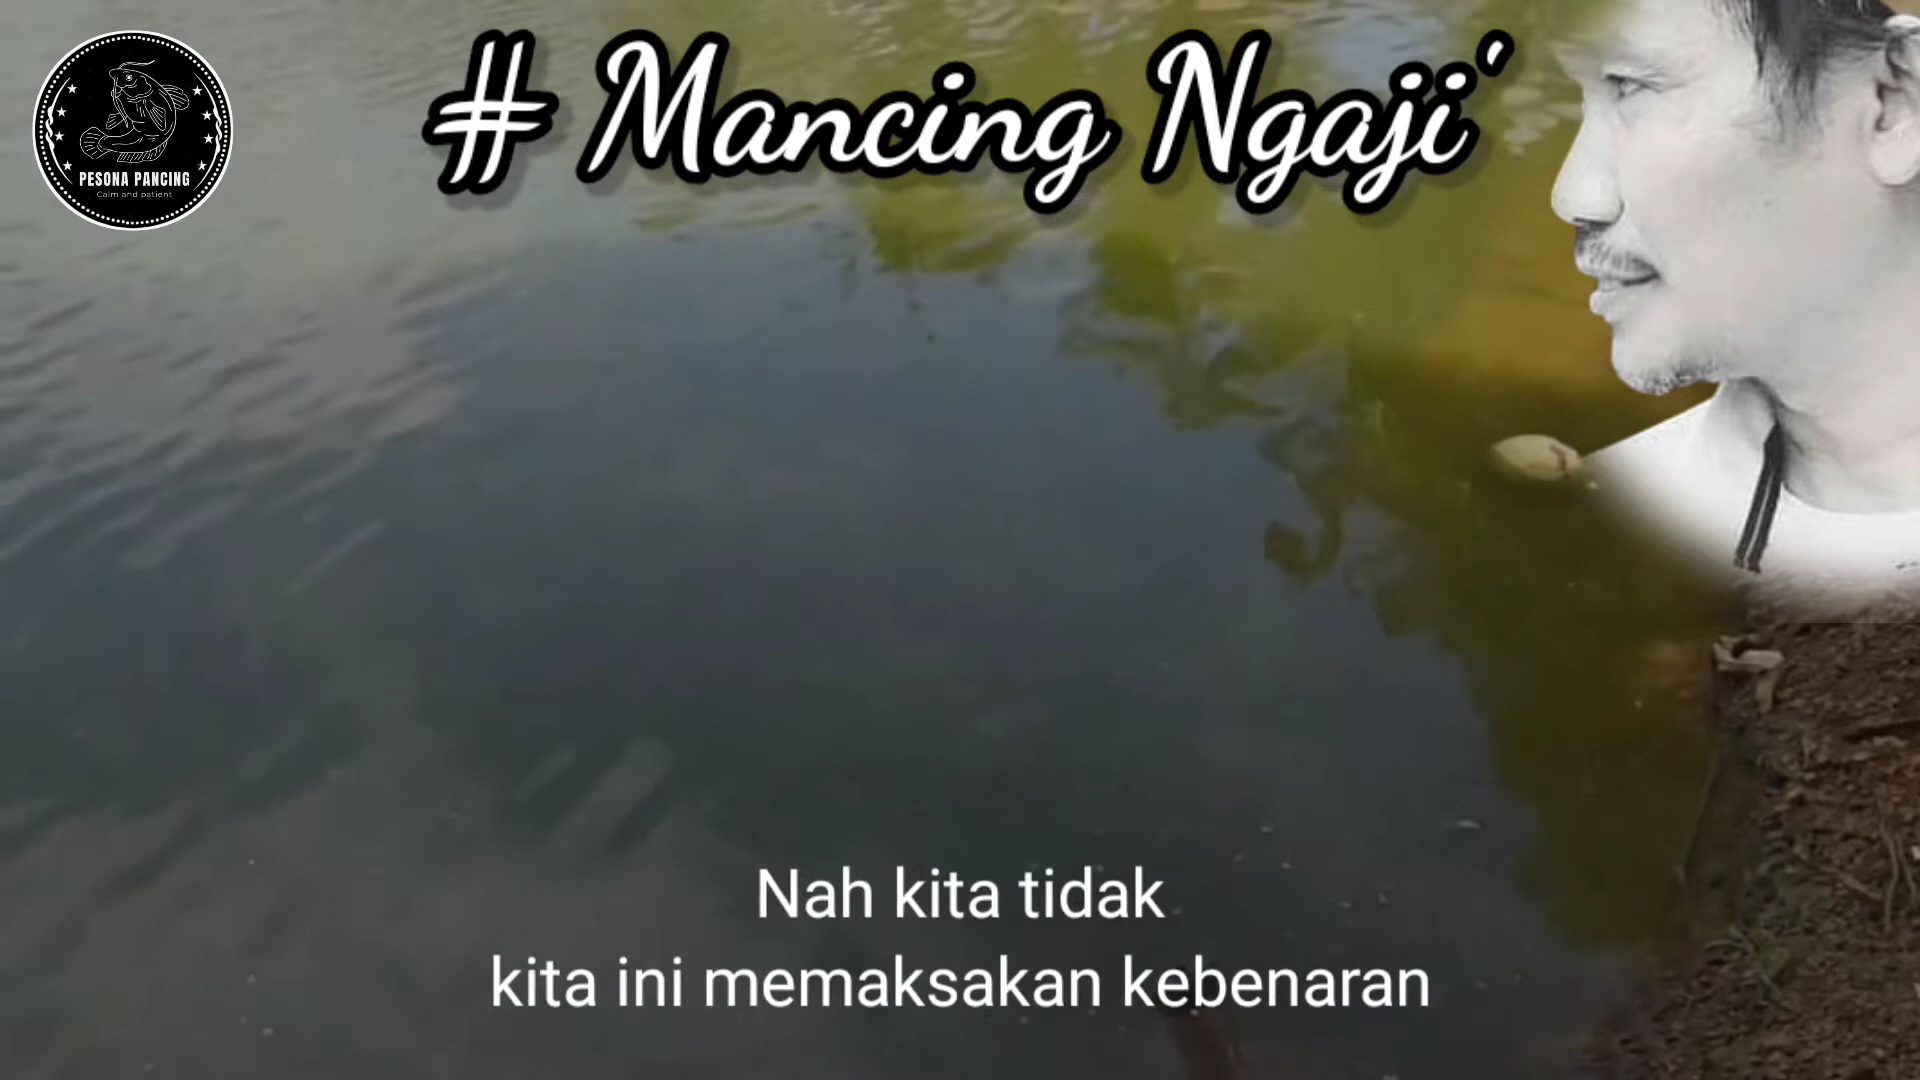 # Mancing Ngaji'
PESONA PANCING
Calm and patient
Nah kita tidak
kita ini memaksakan kebenaran